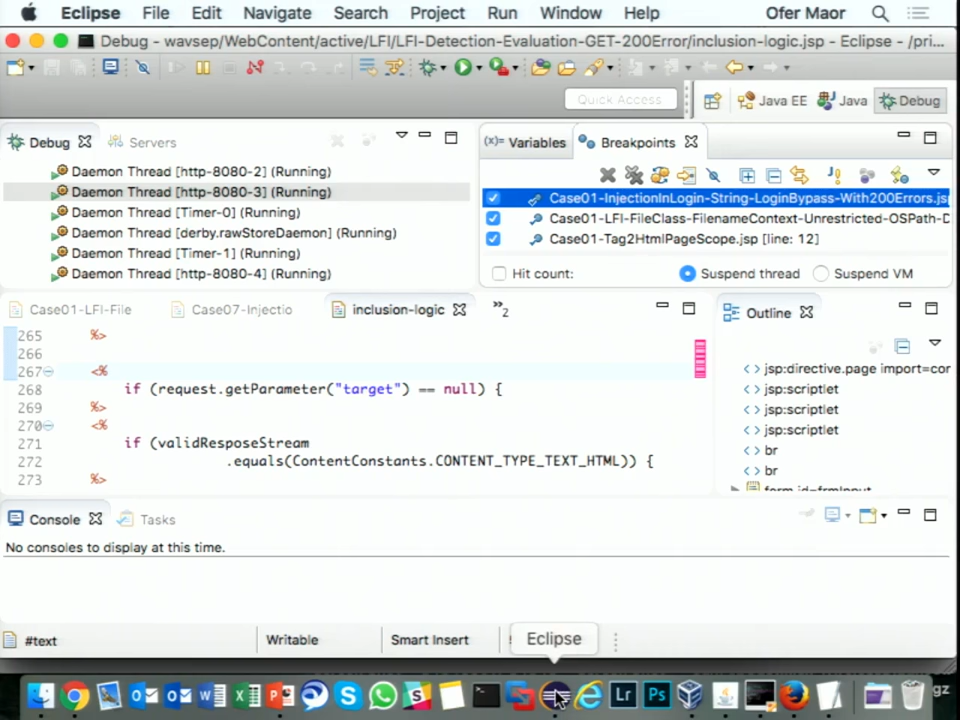 Eclipse File Edit Navigate Search Project Run Window Help Ofer Maor
Debug - wavsep/WebContent/active/LFI/LFI-Detection-Evaluation-GET-200Error/inclusion-logic.jsp - Eclipse - /pri...
Quick Access
Java EE Java Debug
Debug Servers
Daemon Thread [http-8080-2] (Running)
Daemon Thread [http-8080-3] (Running)
Daemon Thread [Timer-0] (Running)
Daemon Thread [derby.rawStoreDaemon] (Running)
Daemon Thread [Timer-1] (Running)
Daemon Thread [http-8080-4] (Running)
(x)= Variables Breakpoints
Case01-InjectionInLogin-String-LoginBypass-With200Errors.jsp
Case01-LFI-FileClass-FilenameContext-Unrestricted-OSPath-D
Case01-Tag2HtmlPageScope.jsp [line: 12]
Hit count: Suspend thread Suspend VM
Case01-LFI-File Case07-Injectio inclusion-logic »2
265 %>
266
267 <%
268 if (request.getParameter("target") == null) {
269 %>
270 <%
271 if (validResposeStream
272 .equals(ContentConstants.CONTENT_TYPE_TEXT_HTML)) {
273 %>
Outline
<> jsp:directive.page import=cor
<> jsp:scriptlet
<> jsp:scriptlet
<> jsp:scriptlet
<> br
<> br
form id=frmInput
Console Tasks
No consoles to display at this time.
#text Writable Smart Insert
Eclipse
Lr Ps gz